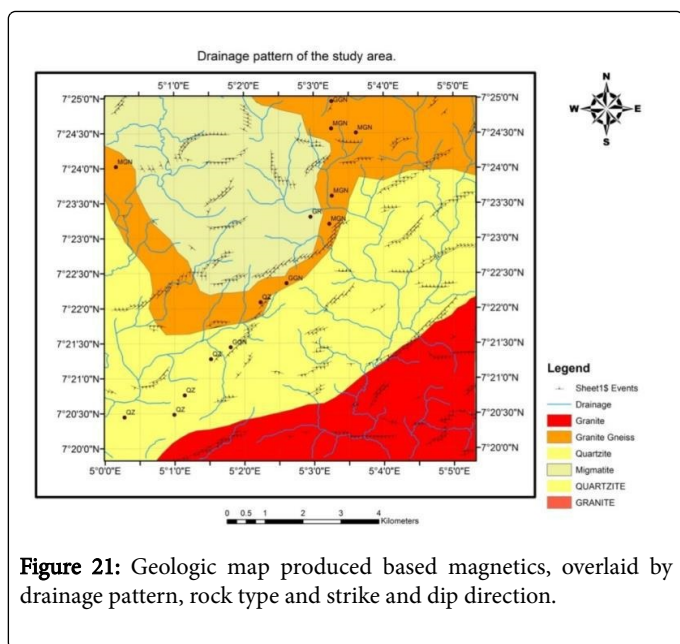 Drainage pattern of the study area.
5°1'0"E 5°2'0"E 5°3'0"E 5°4'0"E 5°5'0"E
N
W E
S
7°25'0"N 7°25'0"N
7°24'30"N 7°24'30"N
7°24'0"N 7°24'0"N
7°23'30"N 7°23'30"N
7°23'0"N 7°23'0"N
7°22'30"N 7°22'30"N
7°22'0"N 7°22'0"N
7°21'30"N 7°21'30"N
7°21'0"N 7°21'0"N
7°20'30"N 7°20'30"N
7°20'0"N 7°20'0"N
GGN
MGN
MGN
MGN
MGN
MGN
GGN
QZ
GGN
QZ
QZ
QZ
QZ
5°0'0"E 5°1'0"E 5°2'0"E 5°3'0"E 5°4'0"E 5°5'0"E
Legend
Sheet1$ Events
Drainage
Granite
Granite Gneiss
Quartzite
Migmatite
QUARTZITE
GRANITE
0 0.5 1 2 3 4
Kilometers
Figure 21: Geologic map produced based magnetics, overlaid by
drainage pattern, rock type and strike and dip direction.